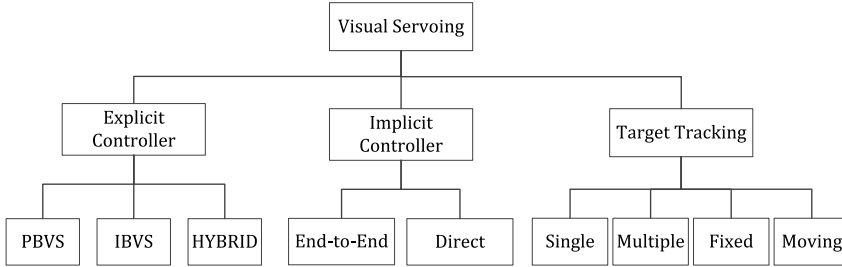 Visual Servoing
Explicit
Controller
Implicit
Controller
Target Tracking
PBVS
IBVS
HYBRID
End-to-End
Direct
Single
Multiple
Fixed
Moving